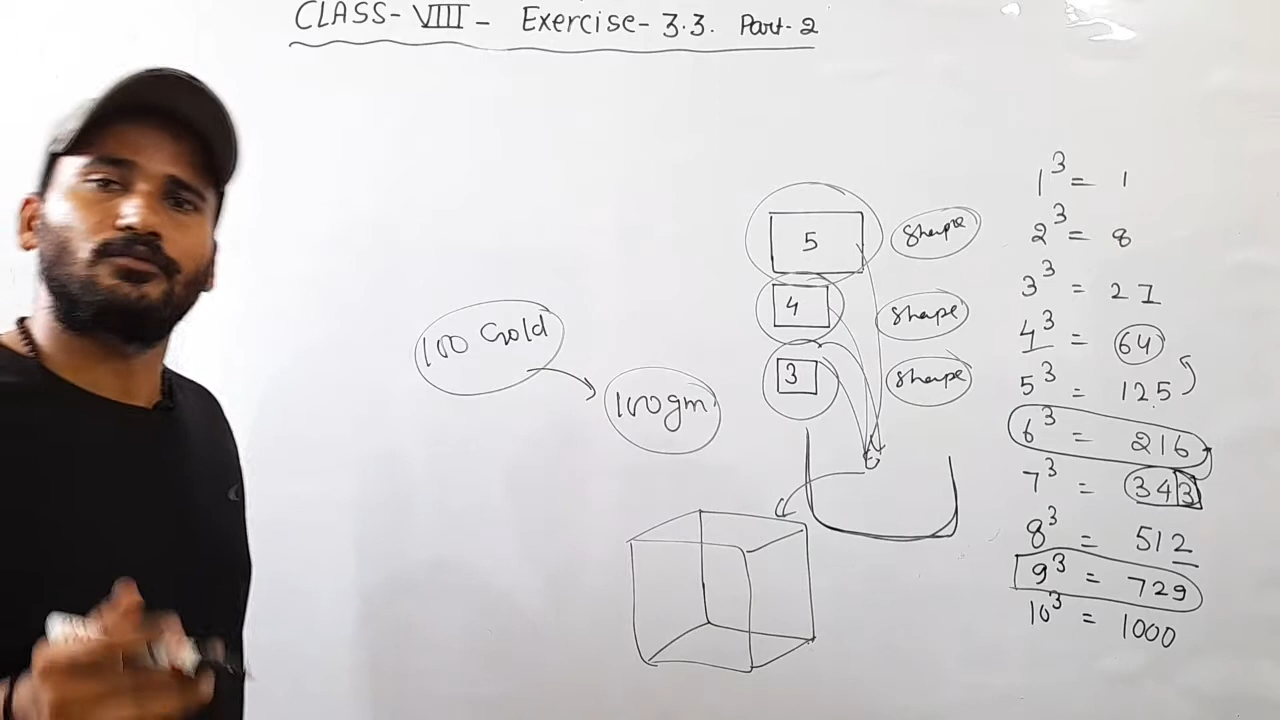 CLASS- VIII - Exercise- 3.3. Part-2
5 Shape
4 Shape
3 Shape
100 Gold
100gm
1³ = 1
2³ = 8
3³ = 27
4³ = 64
5³ = 125
6³ = 216
7³ = 343
8³ = 512
9³ = 729
10³ = 1000